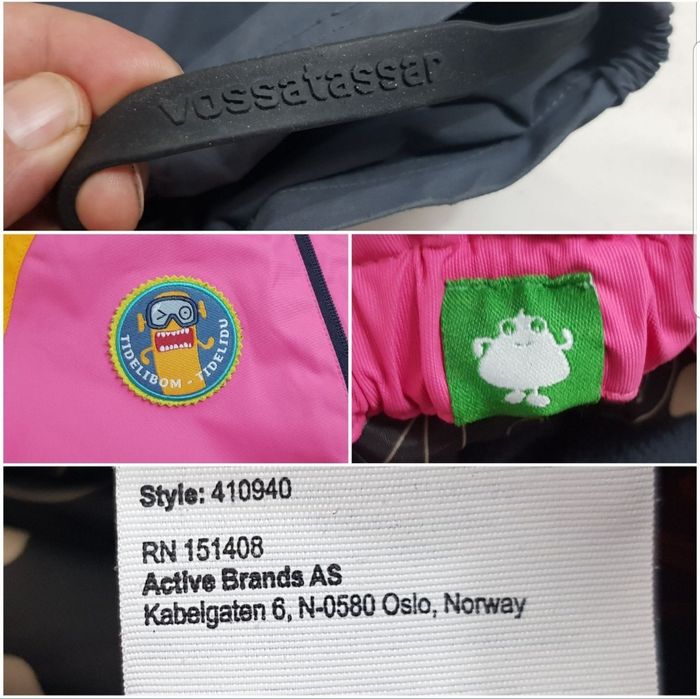 vossatassar
TIDELIBOM - TIDELIDU
Style: 410940
RN 151408
Active Brands AS
Kabelgaten 6, N-0580 Oslo, Norway